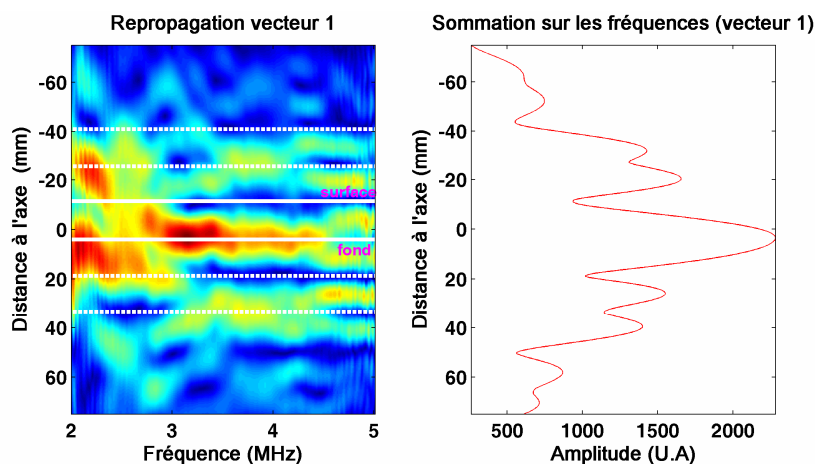 Repropagation vecteur 1
Distance à l'axe (mm)
-60
-40
-20
0
20
40
60
surface
fond
2
3
4
5
Fréquence (MHz)
Sommation sur les fréquences (vecteur 1)
Distance à l'axe (mm)
-60
-40
-20
0
20
40
60
500
1000
1500
2000
Amplitude (U.A)